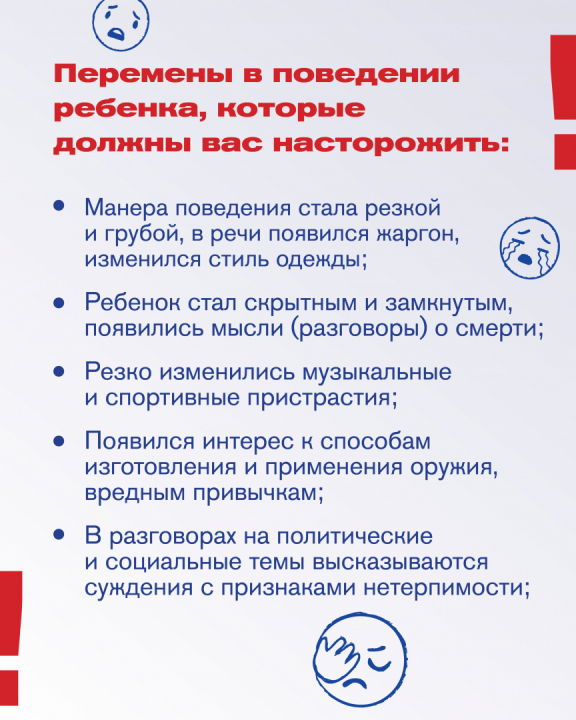 Перемены в поведении
ребенка, которые
должны вас насторожить:
• Манера поведения стала резкой
и грубой, в речи появился жаргон,
изменился стиль одежды;
• Ребенок стал скрытным и замкнутым,
появились мысли (разговоры) о смерти;
• Резко изменились музыкальные
и спортивные пристрастия;
• Появился интерес к способам
изготовления и применения оружия,
вредным привычкам;
• В разговорах на политические
и социальные темы высказываются
суждения с признаками нетерпимости;